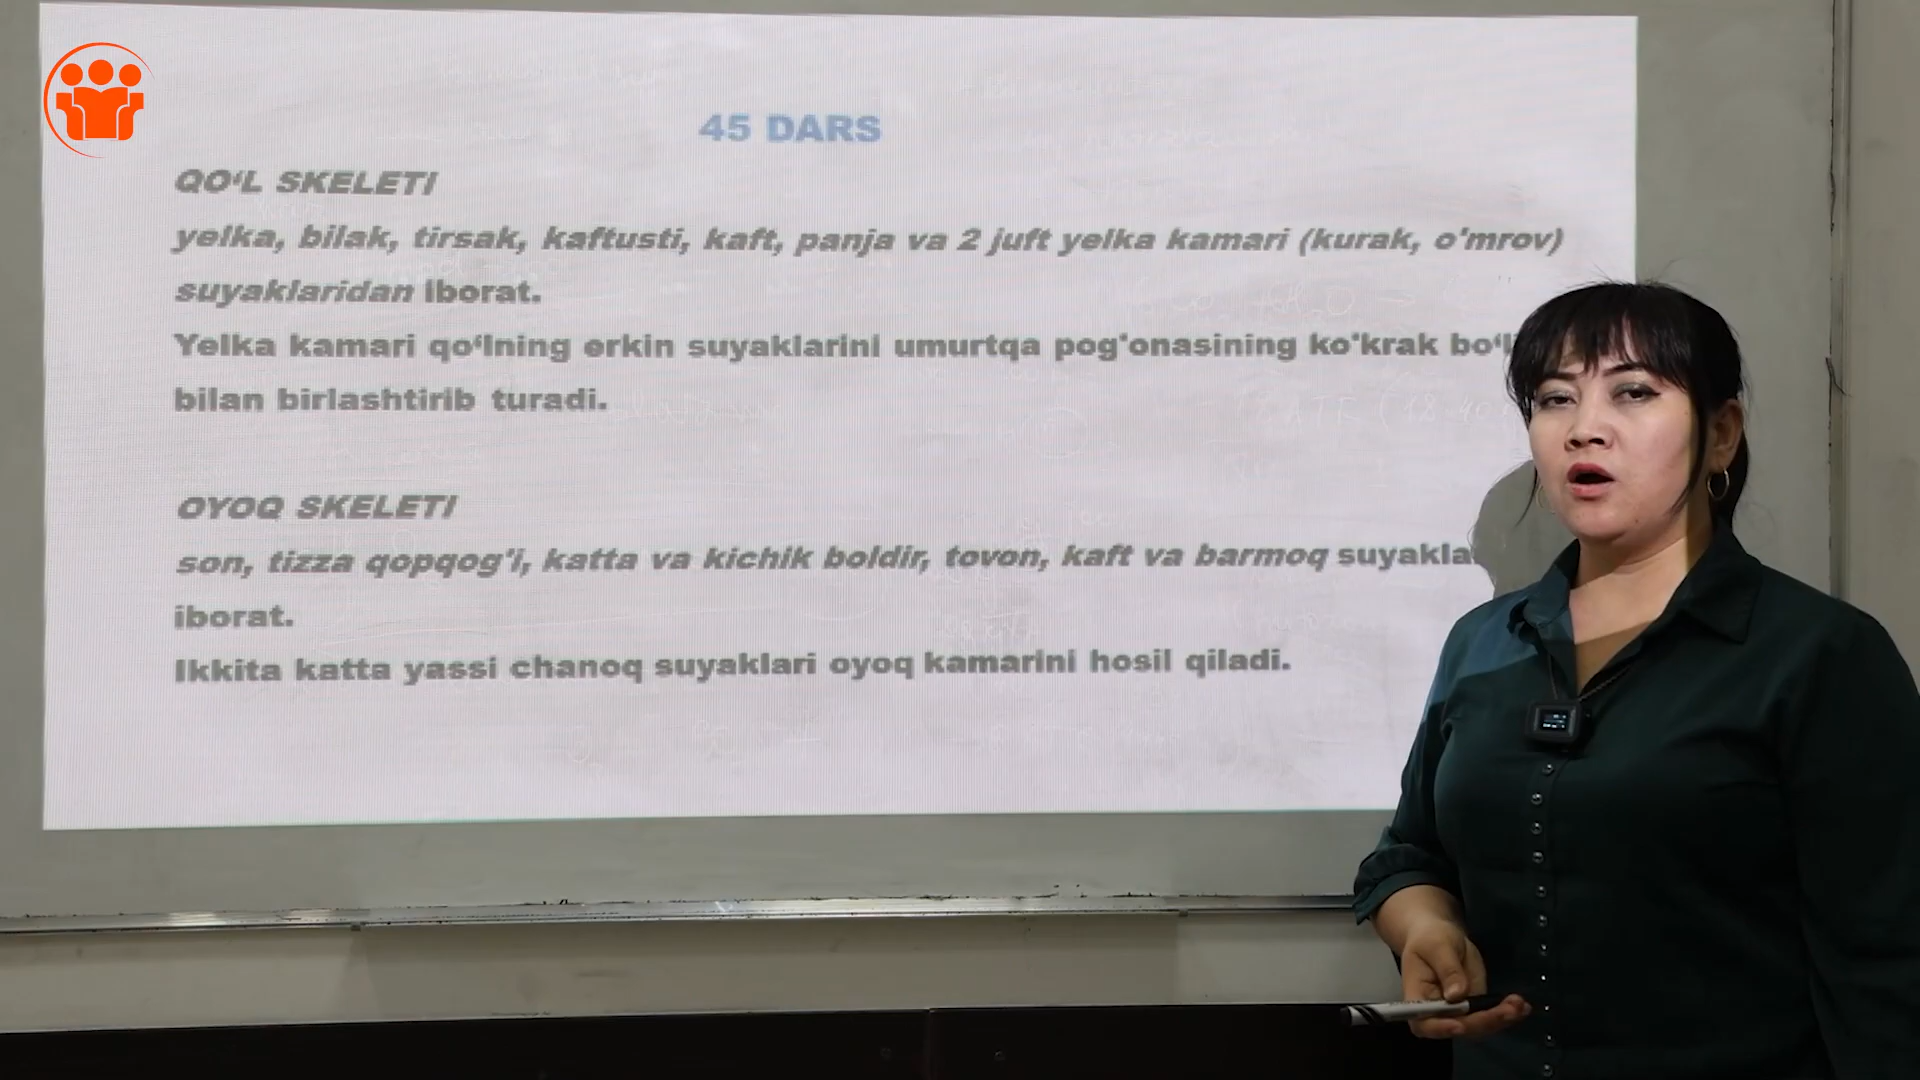 45 DARS
QO‘L SKELETI
yelka, bilak, tirsak, kaftusti, kaft, panja va 2 juft yelka kamari (kurak, o'mrov)
suyaklaridan iborat.
Yelka kamari qo‘lning erkin suyaklarini umurtqa pog'onasining ko'krak
bilan birlashtirib turadi.
OYOQ SKELETI
son, tizza qopqog'i, katta va kichik boldir, tovon, kaft va barmoq
iborat.
Ikkita katta yassi chanoq suyaklari oyoq kamarini hosil qiladi.